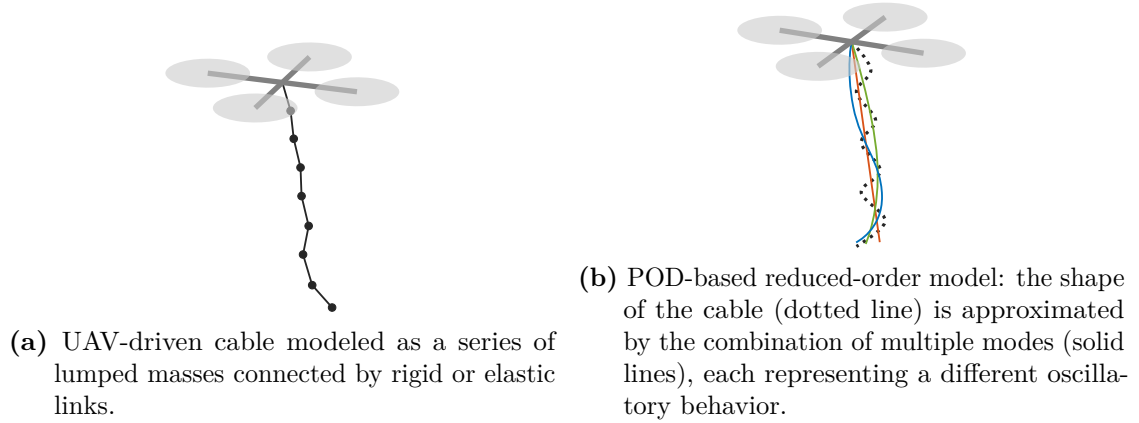 (a) UAV-driven cable modeled as a series of
lumped masses connected by rigid or elastic
links.
(b) POD-based reduced-order model: the shape
of the cable (dotted line) is approximated
by the combination of multiple modes (solid
lines), each representing a different oscilla-
tory behavior.